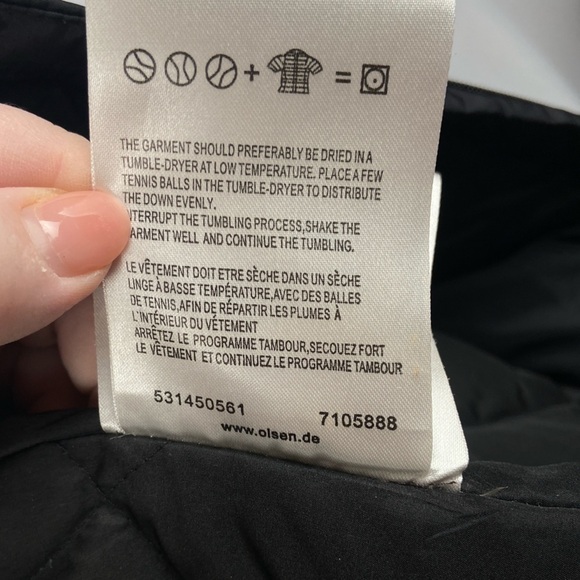 + =
THE GARMENT SHOULD PREFERABLY BE DRIED IN A
TUMBLE-DRYER AT LOW TEMPERATURE. PLACE A FEW
TENNIS BALLS IN THE TUMBLE-DRYER TO DISTRIBUTE
THE DOWN EVENLY.
NTERRUPT THE TUMBLING PROCESS,SHAKE THE
ARMENT WELL AND CONTINUE THE TUMBLING.
LE VÊTEMENT DOIT ETRE SÈCHE DANS UN SÈCHE
LINGE À BASSE TEMPÉRATURE,AVEC DES BALLES
DE TENNIS,AFIN DE RÉPARTIR LES PLUMES À
L'INTÉRIEUR DU VÉTEMENT
ARRÊTEZ LE PROGRAMME TAMBOUR,SECOUEZ FORT
LE VÊTEMENT ET CONTINUEZ LE PROGRAMME TAMBOUR
531450561 7105888
www.olsen.de